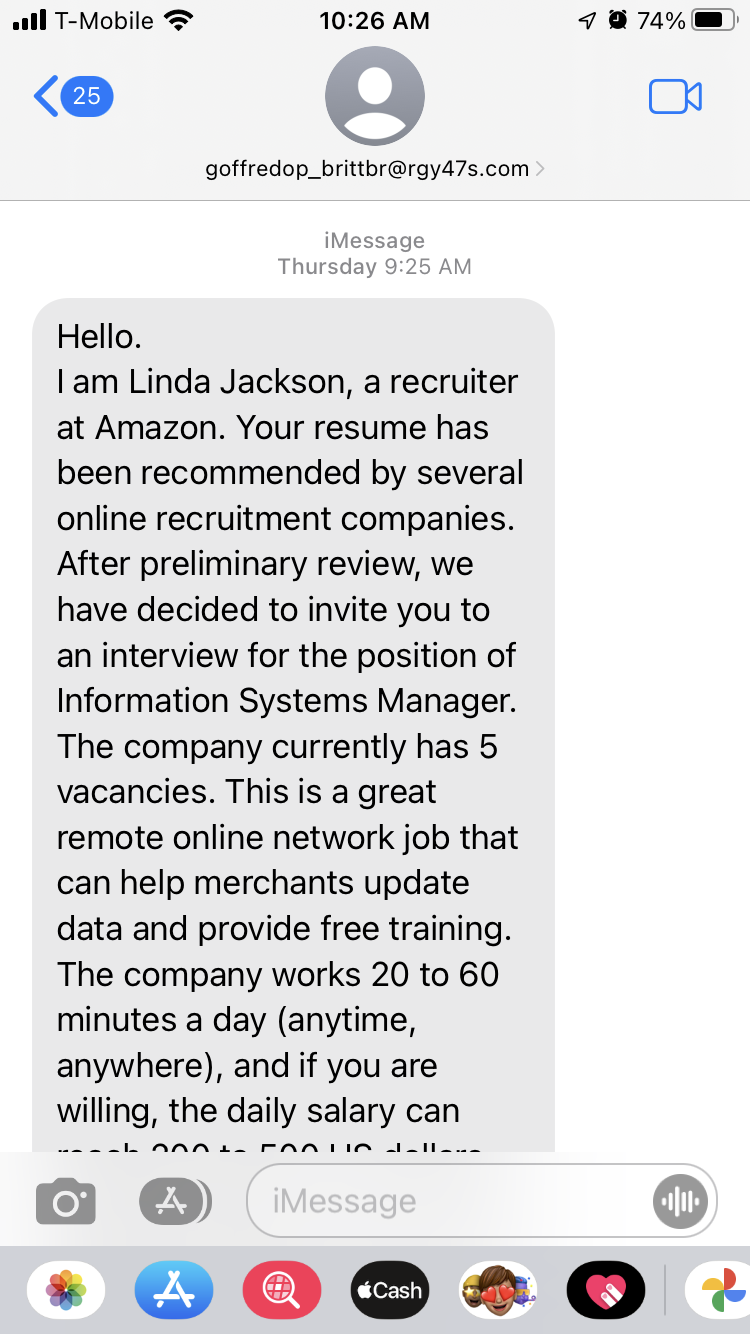 T-Mobile 10:26 AM 74%
25
goffredop_brittbr@rgy47s.com
iMessage
Thursday 9:25 AM
Hello.
I am Linda Jackson, a recruiter
at Amazon. Your resume has
been recommended by several
online recruitment companies.
After preliminary review, we
have decided to invite you to
an interview for the position of
Information Systems Manager.
The company currently has 5
vacancies. This is a great
remote online network job that
can help merchants update
data and provide free training.
The company works 20 to 60
minutes a day (anytime,
anywhere), and if you are
willing, the daily salary can
to US dollars
iMessage
Cash